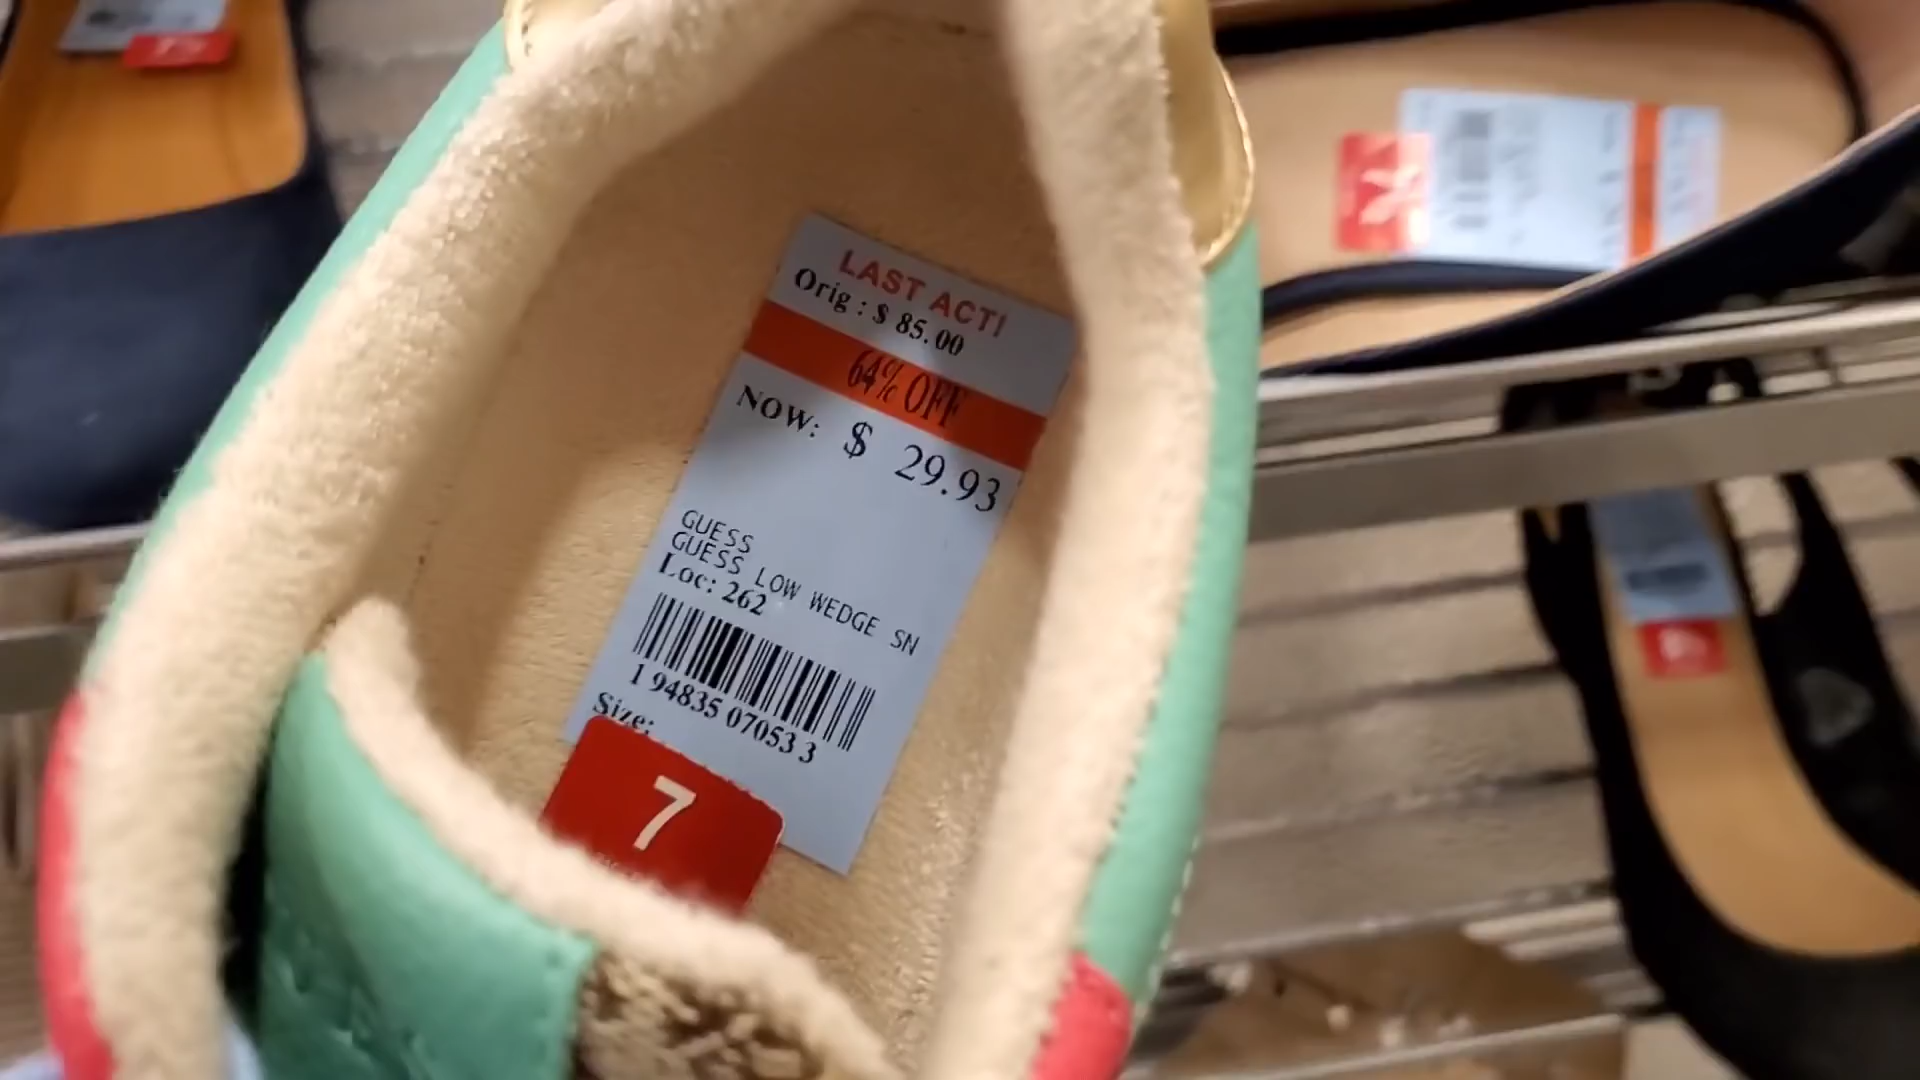 LAST ACT!
Orig : $ 85.00
64% OFF
NOW: $ 29.93
GUESS
GUESS LOW WEDGE SN
Loc: 262
1 94835 07053 3
Size:
7